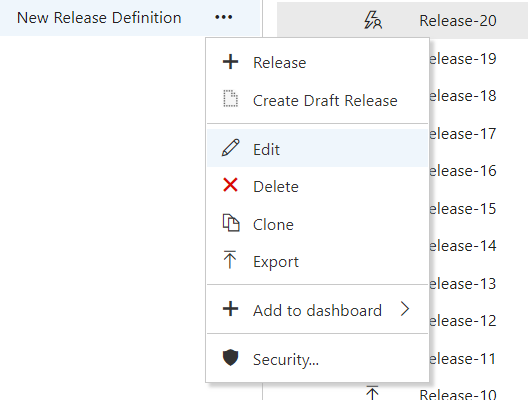 New Release Definition ...
Release-20
Release
elease-19
Create Draft Release
elease-18
elease-17
Edit
elease-16
Delete
elease-15
Clone
elease-14
Export
elease-13
Add to dashboard
elease-12
Security...
elease-11
Release-10